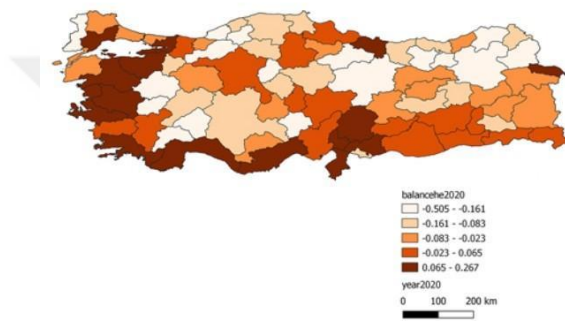 balancehe2020
-0.505 - -0.161
-0.161 - -0.083
-0.083 - -0.023
-0.023 - 0.065
0.065 - 0.267
year2020
0 100 200 km